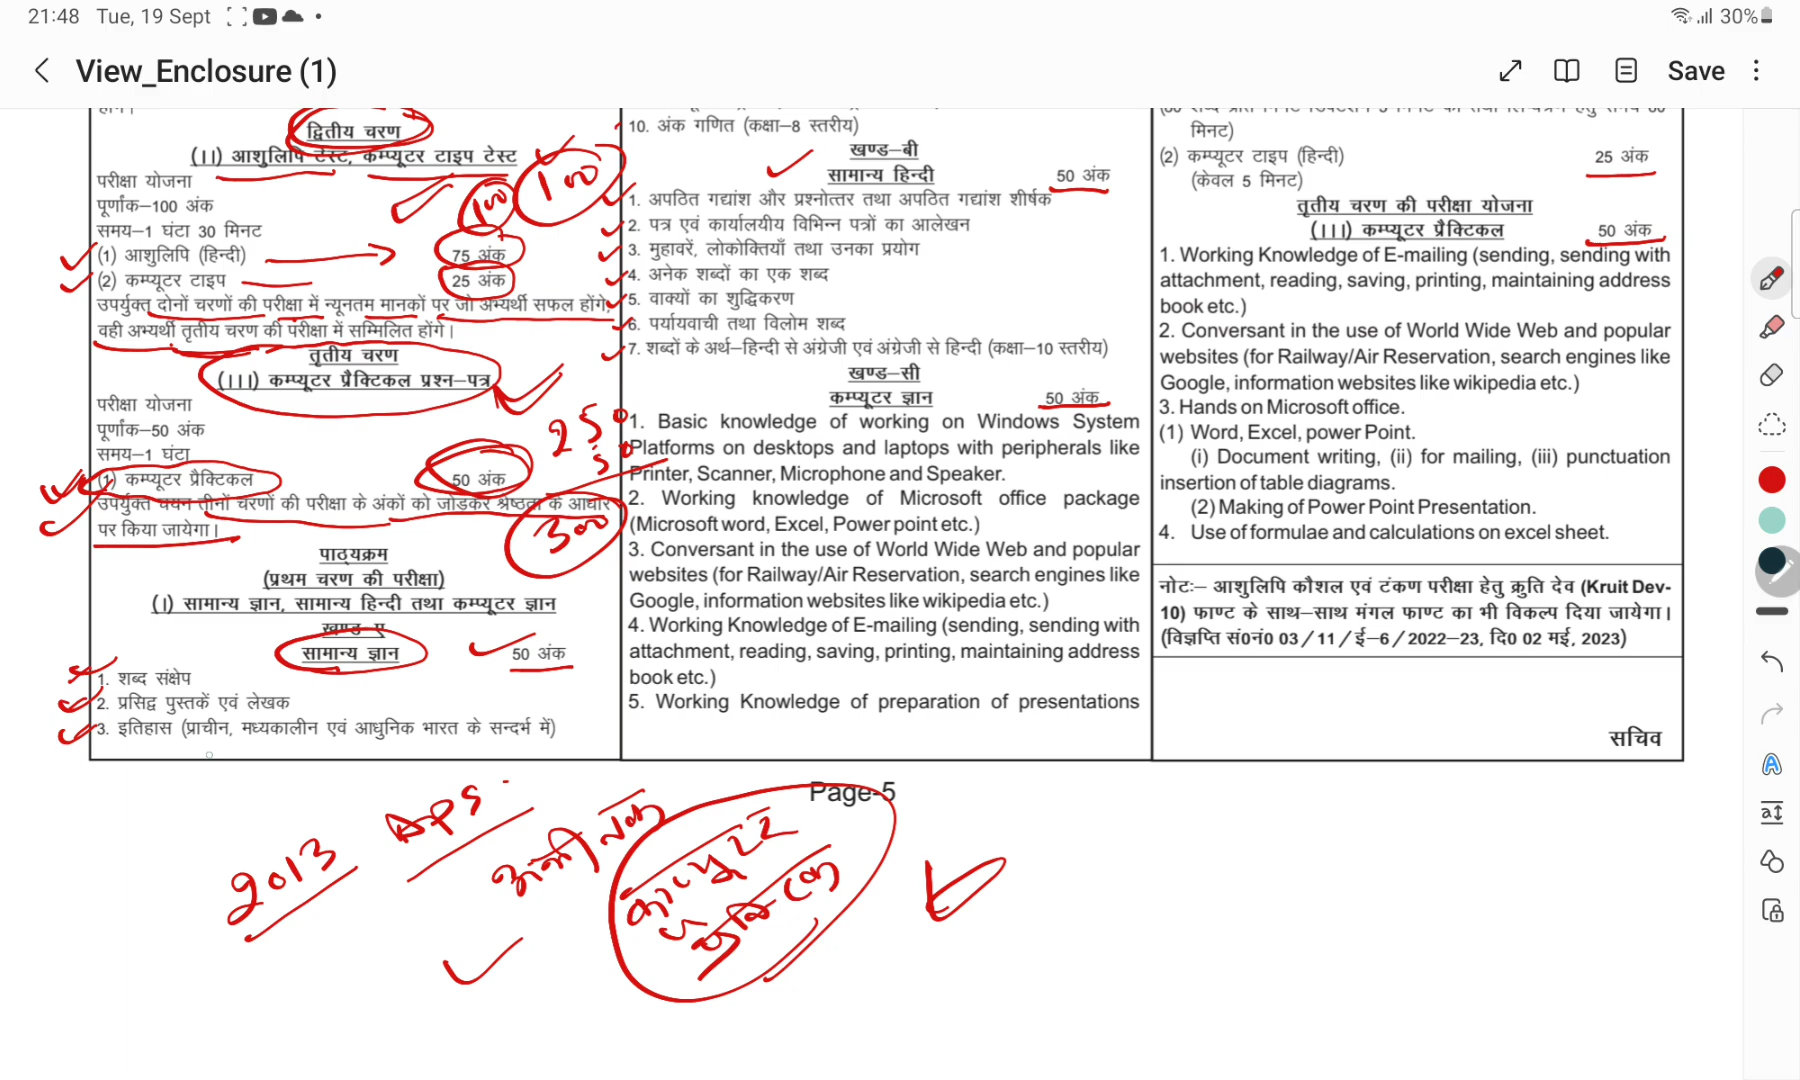 21:48 Tue, 19 Sept
30%
View_Enclosure (1)
Save
द्वितीय चरण
(II) आशुलिपि टेस्ट, कम्प्यूटर टाइप टेस्ट
परीक्षा योजना
पूर्णांक–100 अंक
समय–1 घंटा 30 मिनट
(1) आशुलिपि (हिन्दी) 75 अंक
(2) कम्प्यूटर टाइप 25 अंक
उपर्युक्त दोनों चरणों की परीक्षा में न्यूनतम मानकों पर जो अभ्यर्थी सफल होंगे,
वही अभ्यर्थी तृतीय चरण की परीक्षा में सम्मिलित होंगे।
तृतीय चरण
(III) कम्प्यूटर प्रैक्टिकल प्रश्न–पत्र
परीक्षा योजना
पूर्णांक–50 अंक
समय–1 घंटा
(1) कम्प्यूटर प्रैक्टिकल 50 अंक
उपर्युक्त चयन तीनों चरणों की परीक्षा के अंकों को जोड़कर श्रेष्ठता के आधार
पर किया जायेगा।
पाठ्यक्रम
(प्रथम चरण की परीक्षा)
(I) सामान्य ज्ञान, सामान्य हिन्दी तथा कम्प्यूटर ज्ञान
खण्ड–ए
सामान्य ज्ञान 50 अंक
1. शब्द संक्षेप
2. प्रसिद्व पुस्तकें एवं लेखक
3. इतिहास (प्राचीन, मध्यकालीन एवं आधुनिक भारत के सन्दर्भ में)
100
100
250
50
300
10. अंक गणित (कक्षा–8 स्तरीय)
खण्ड–बी
सामान्य हिन्दी 50 अंक
1. अपठित गद्यांश और प्रश्नोत्तर तथा अपठित गद्यांश शीर्षक
2. पत्र एवं कार्यालयीय विभिन्न पत्रों का आलेखन
3. मुहावरें, लोकोक्तियाँ तथा उनका प्रयोग
4. अनेक शब्दों का एक शब्द
5. वाक्यों का शुद्धिकरण
6. पर्यायवाची तथा विलोम शब्द
7. शब्दों के अर्थ–हिन्दी से अंग्रेजी एवं अंग्रेजी से हिन्दी (कक्षा–10 स्तरीय)
खण्ड–सी
कम्प्यूटर ज्ञान 50 अंक
1. Basic knowledge of working on Windows System
Platforms on desktops and laptops with peripherals like
Printer, Scanner, Microphone and Speaker.
2. Working knowledge of Microsoft office package
(Microsoft word, Excel, Power point etc.)
3. Conversant in the use of World Wide Web and popular
websites (for Railway/Air Reservation, search engines like
Google, information websites like wikipedia etc.)
4. Working Knowledge of E-mailing (sending, sending with
attachment, reading, saving, printing, maintaining address
book etc.)
5. Working Knowledge of preparation of presentations
मिनट)
(2) कम्प्यूटर टाइप (हिन्दी) 25 अंक
(केवल 5 मिनट)
तृतीय चरण की परीक्षा योजना
(III) कम्प्यूटर प्रैक्टिकल 50 अंक
1. Working Knowledge of E-mailing (sending, sending with
attachment, reading, saving, printing, maintaining address
book etc.)
2. Conversant in the use of World Wide Web and popular
websites (for Railway/Air Reservation, search engines like
Google, information websites like wikipedia etc.)
3. Hands on Microsoft office.
(1) Word, Excel, power Point.
(i) Document writing, (ii) for mailing, (iii) punctuation
insertion of table diagrams.
(2) Making of Power Point Presentation.
4. Use of formulae and calculations on excel sheet.
नोटः– आशुलिपि कौशल एवं टंकण परीक्षा हेतु क्रुति देव (Kruit Dev-
10) फाण्ट के साथ–साथ मंगल फाण्ट का भी विकल्प दिया जायेगा।
(विज्ञप्ति सं0नं0 03/11/ई–6/2022–23, दि0 02 मई, 2023)
सचिव
Page-5
2013 APS